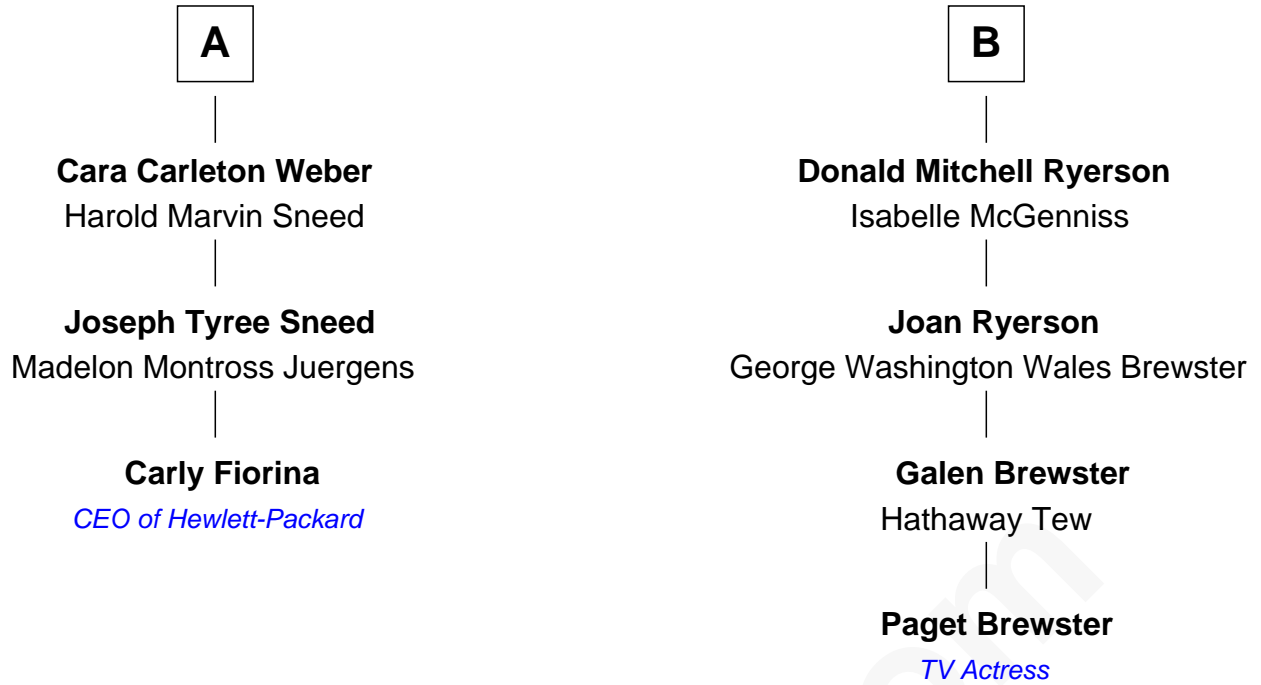 A
Cara Carleton Weber
Harold Marvin Sneed
Joseph Tyree Sneed
Madelon Montross Juergens
Carly Fiorina
CEO of Hewlett-Packard
B
Donald Mitchell Ryerson
Isabelle McGenniss
Joan Ryerson
George Washington Wales Brewster
Galen Brewster
Hathaway Tew
Paget Brewster
TV Actress
om